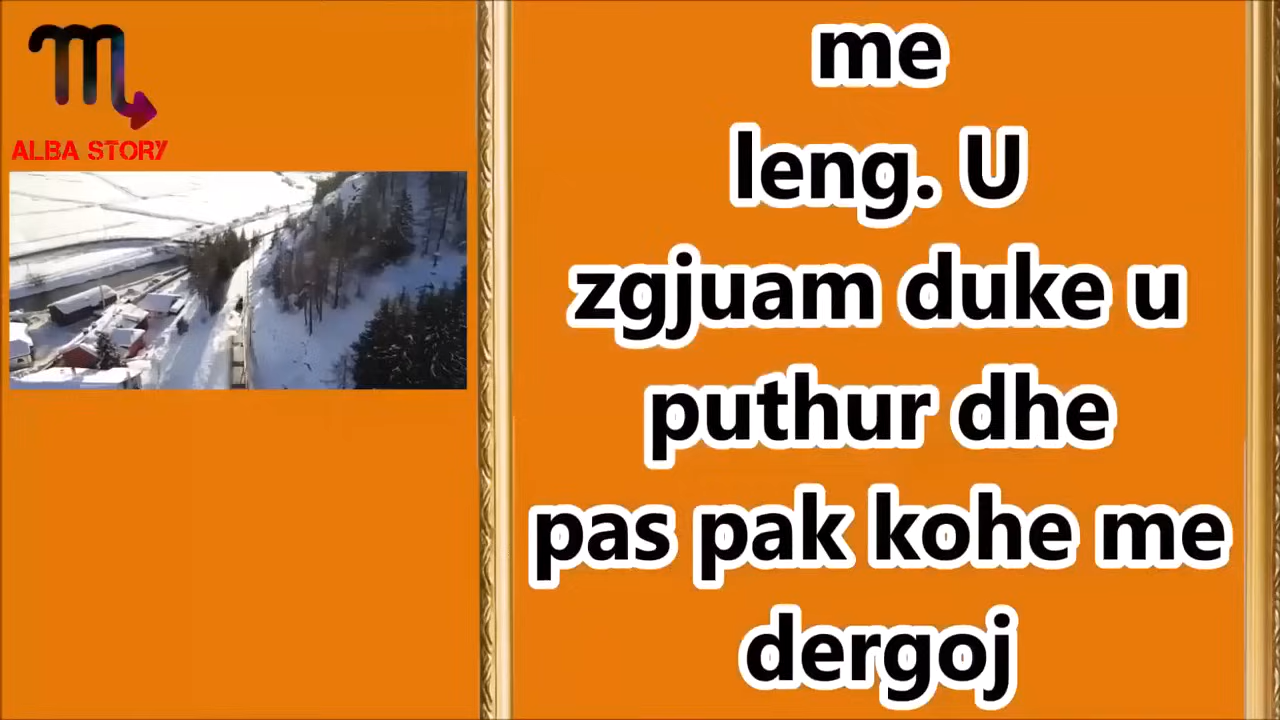 ALBA STORY
me
leng. U
zgjuam duke u
puthur dhe
pas pak kohe me
dergoj